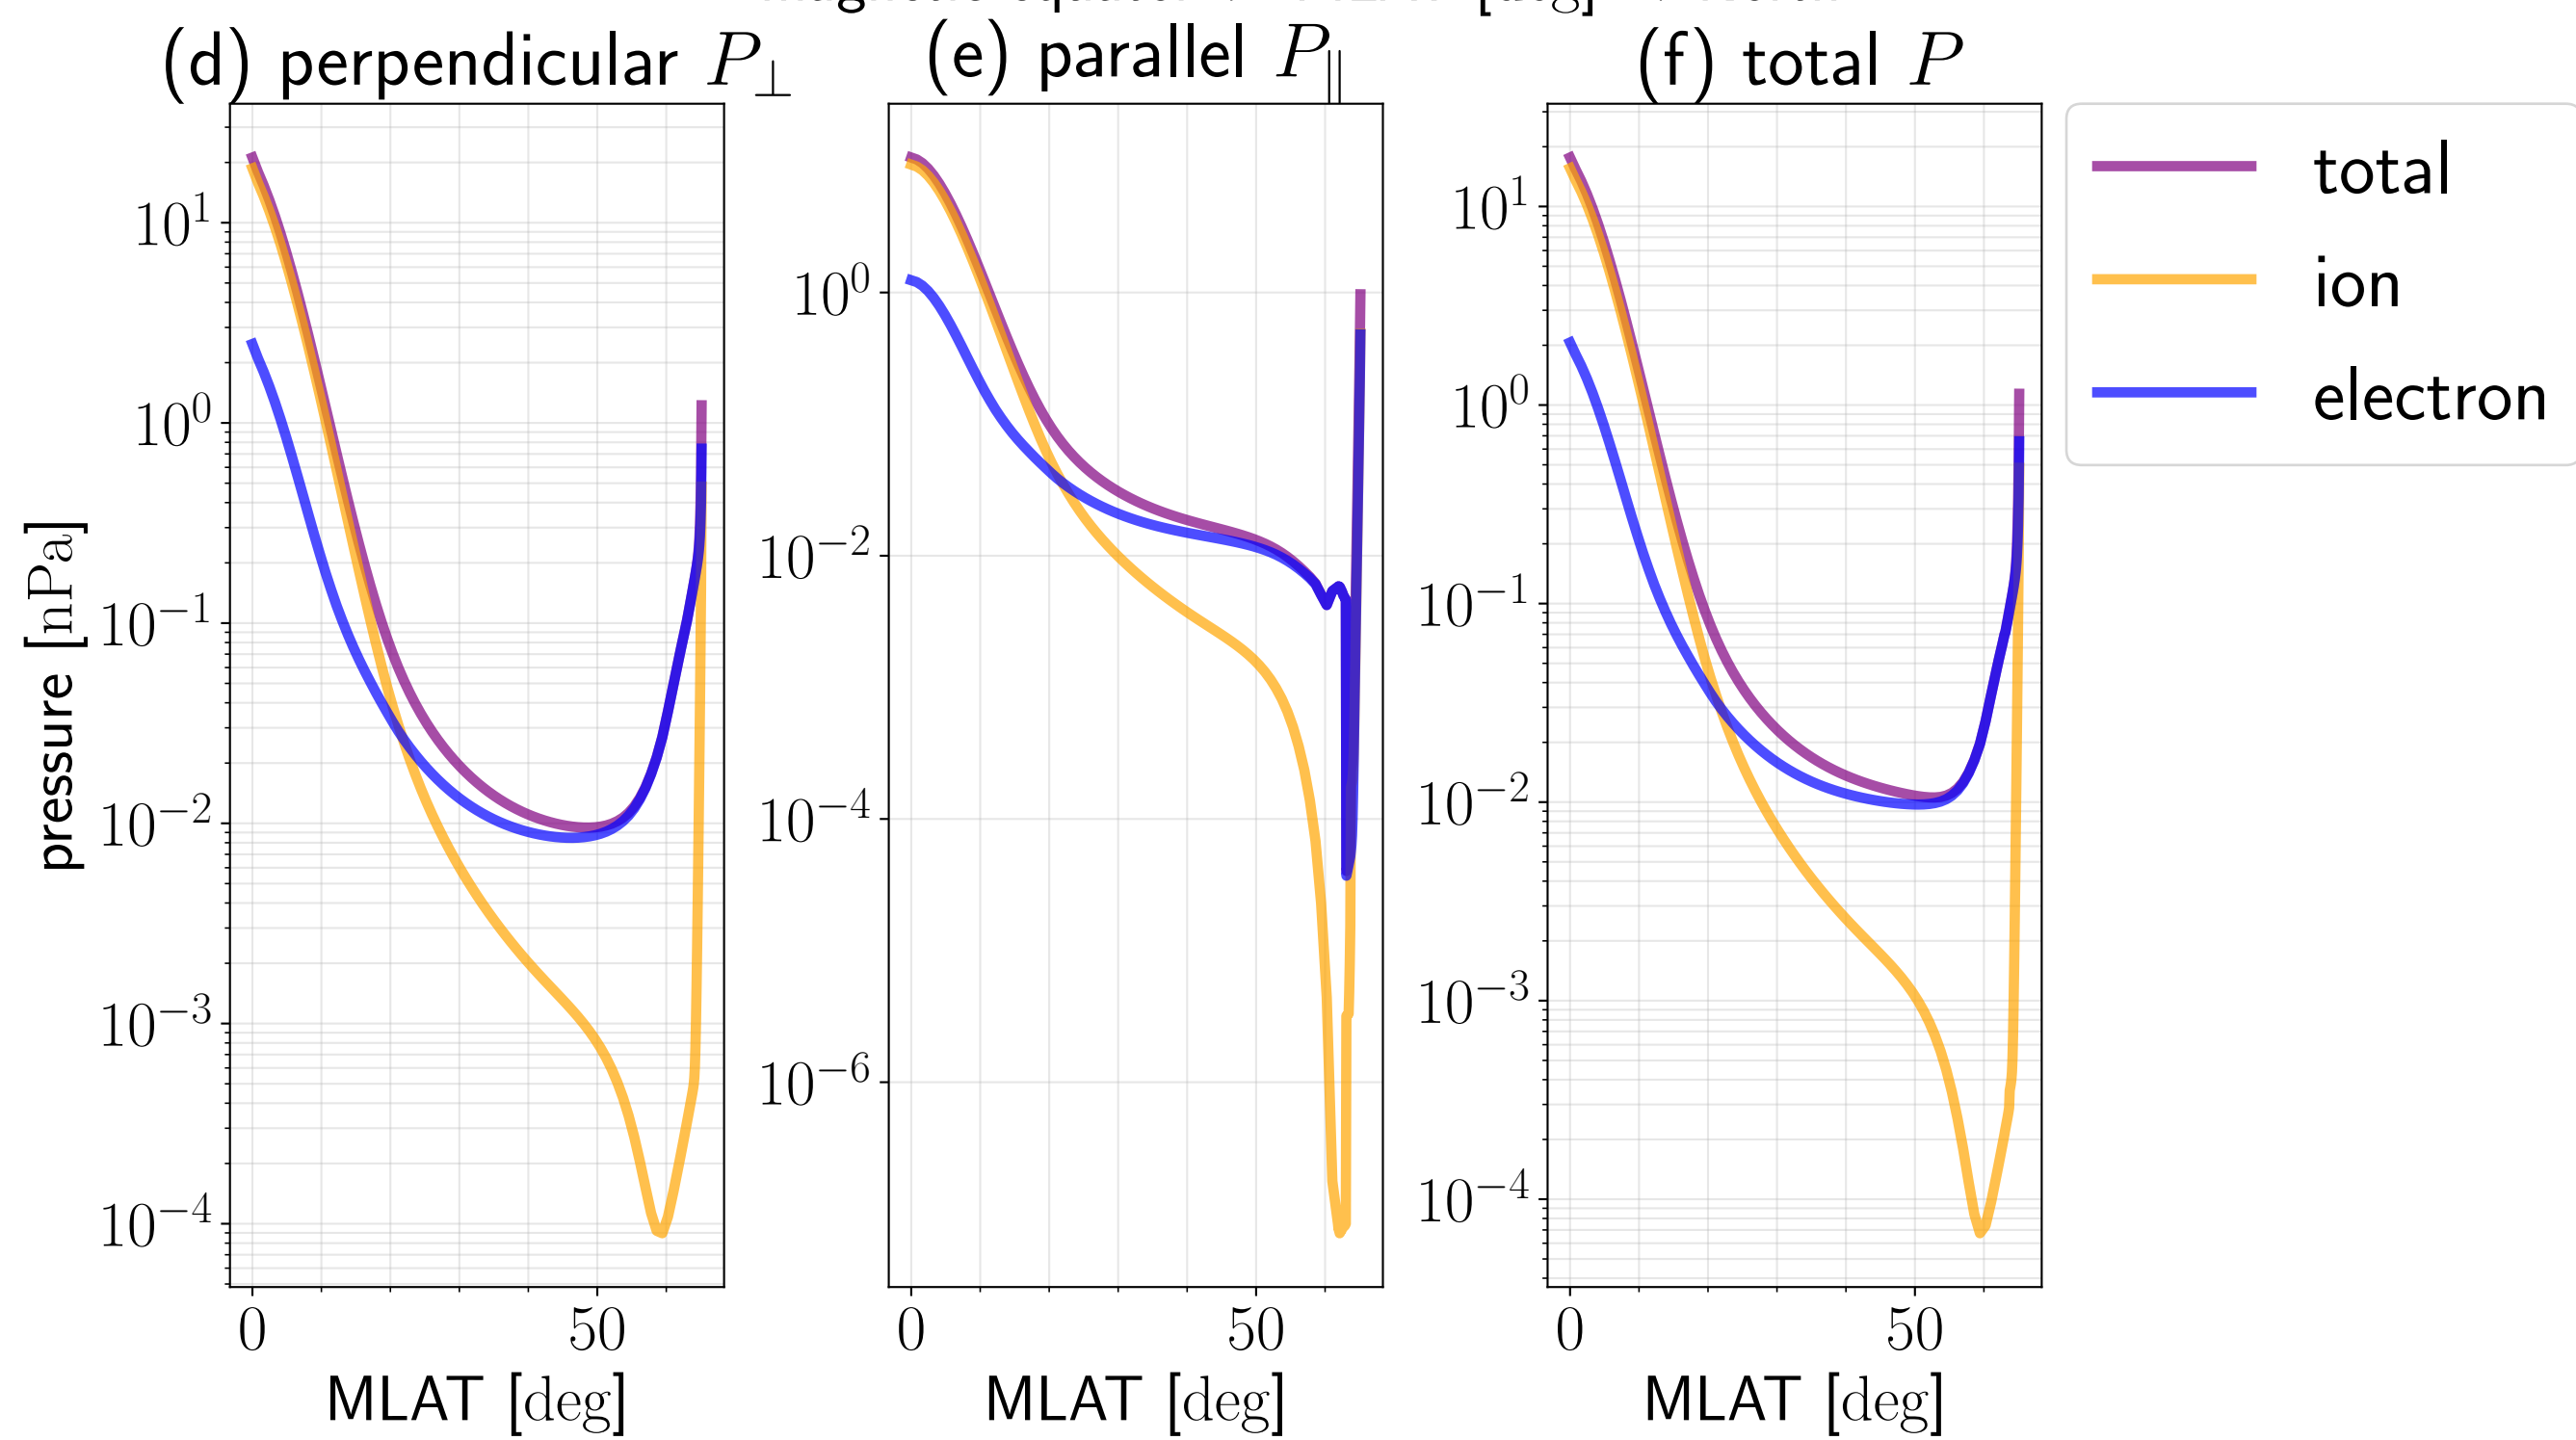 (d) perpendicular P⊥
(e) parallel P∥
(f) total P
10¹
10⁰
10⁻¹
10⁻²
10⁻³
10⁻⁴
pressure [nPa]
0
50
MLAT [deg]
10⁰
10⁻²
10⁻⁴
10⁻⁶
0
50
MLAT [deg]
10¹
10⁰
10⁻¹
10⁻²
10⁻³
10⁻⁴
0
50
MLAT [deg]
total
ion
electron